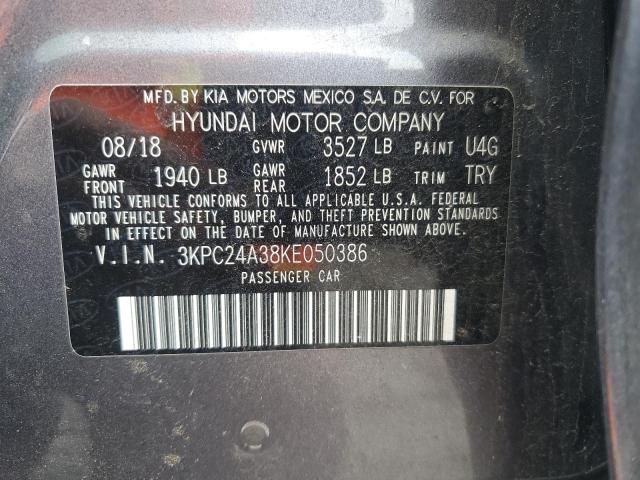 MFD. BY KIA MOTORS MEXICO S.A. DE C.V. FOR
HYUNDAI MOTOR COMPANY
08/18 GVWR 3527 LB PAINT U4G
GAWR FRONT 1940 LB GAWR REAR 1852 LB TRIM TRY
THIS VEHICLE CONFORMS TO ALL APPLICABLE U.S.A. FEDERAL
MOTOR VEHICLE SAFETY, BUMPER, AND THEFT PREVENTION STANDARDS
IN EFFECT ON THE DATE OF MANUFACTURE SHOWN ABOVE.
V.I.N. 3KPC24A38KE050386
PASSENGER CAR